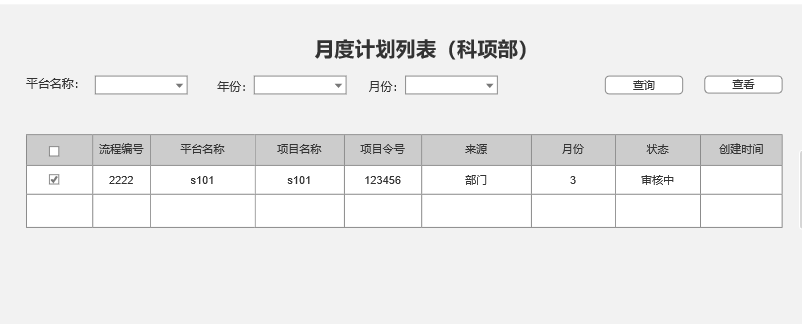 月度计划列表（科项部）
平台名称： 年份： 月份： 查询 查看
流程编号 平台名称 项目名称 项目令号 来源 月份 状态 创建时间
2222 s101 s101 123456 部门 3 审核中